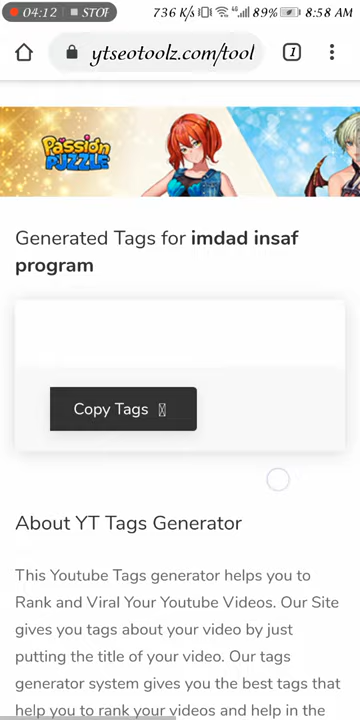 04:12 STOP 736 K/s 4G 89% 8:58 AM
ytseotoolz.com/tool 1
Passion
PUZZLE
Generated Tags for imdad insaf
program
Copy Tags
About YT Tags Generator
This Youtube Tags generator helps you to
Rank and Viral Your Youtube Videos. Our Site
gives you tags about your video by just
putting the title of your video. Our tags
generator system gives you the best tags that
help you to rank your videos and help in the